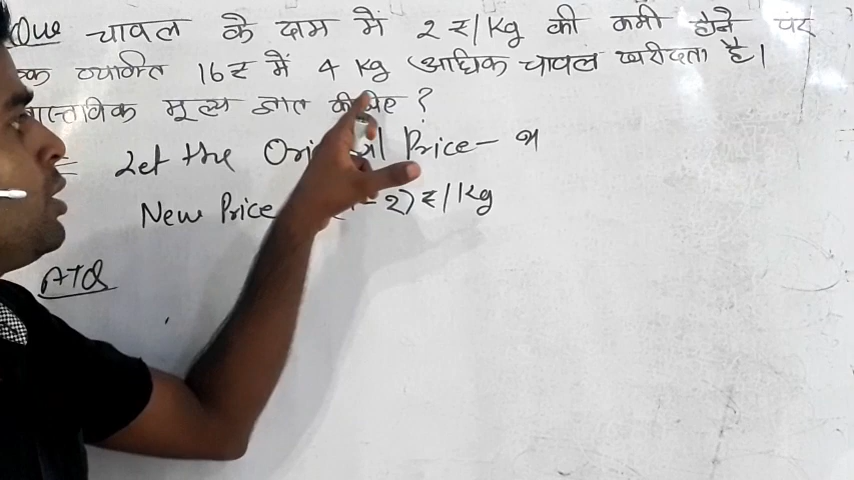 Que चावल के दाम में 2 ₹/Kg की कमी होने पर
एक व्यक्ति 16₹ में 4 Kg अधिक चावल खरीदता है।
वास्तविक मूल्य ज्ञात ?
= Let the Price - x
New Price - 2) ₹/Kg
ATQ